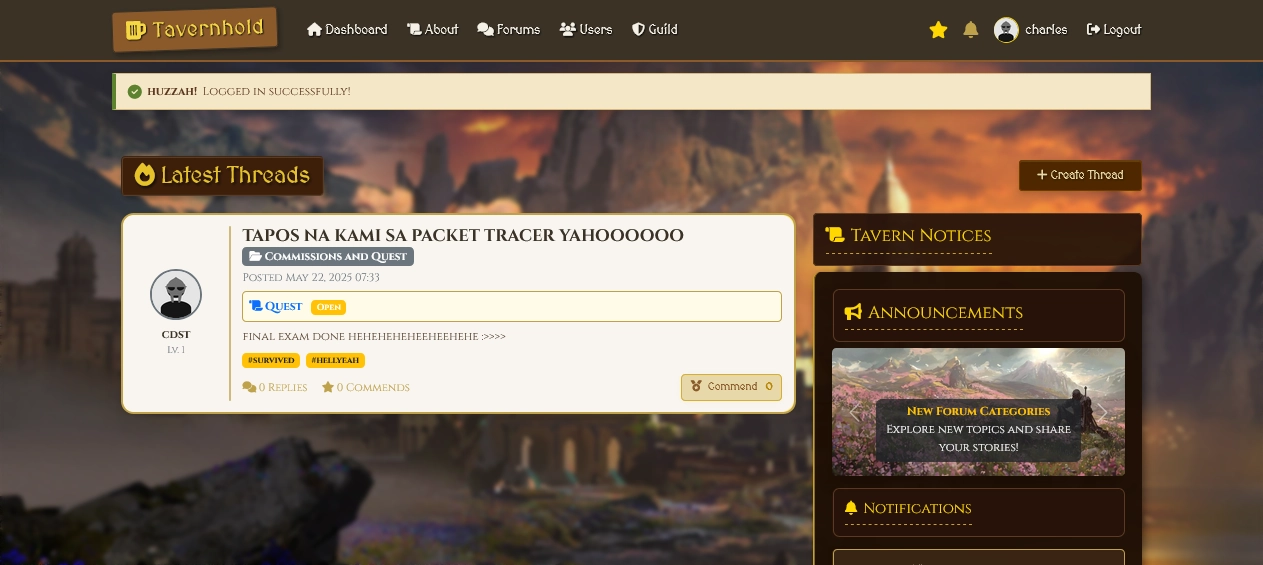 Tavernhold
Dashboard About Forums Users Guild charles Logout
HUZZAH! LOGGED IN SUCCESSFULLY!
Latest Threads
+ Create Thread
TAPOS NA KAMI SA PACKET TRACER YAHOOOOOO
COMMISSIONS AND QUEST
POSTED MAY 22, 2025 07:33
QUEST OPEN
FINAL EXAM DONE HEHEHEHEHEEHEEHEHE :>>>>
#SURVIVED #HELLYEAH
CDST
LV. 1
0 REPLIES 0 COMMENDS
Commend 0
TAVERN NOTICES
ANNOUNCEMENTS
NEW FORUM CATEGORIES
EXPLORE NEW TOPICS AND SHARE
YOUR STORIES!
NOTIFICATIONS